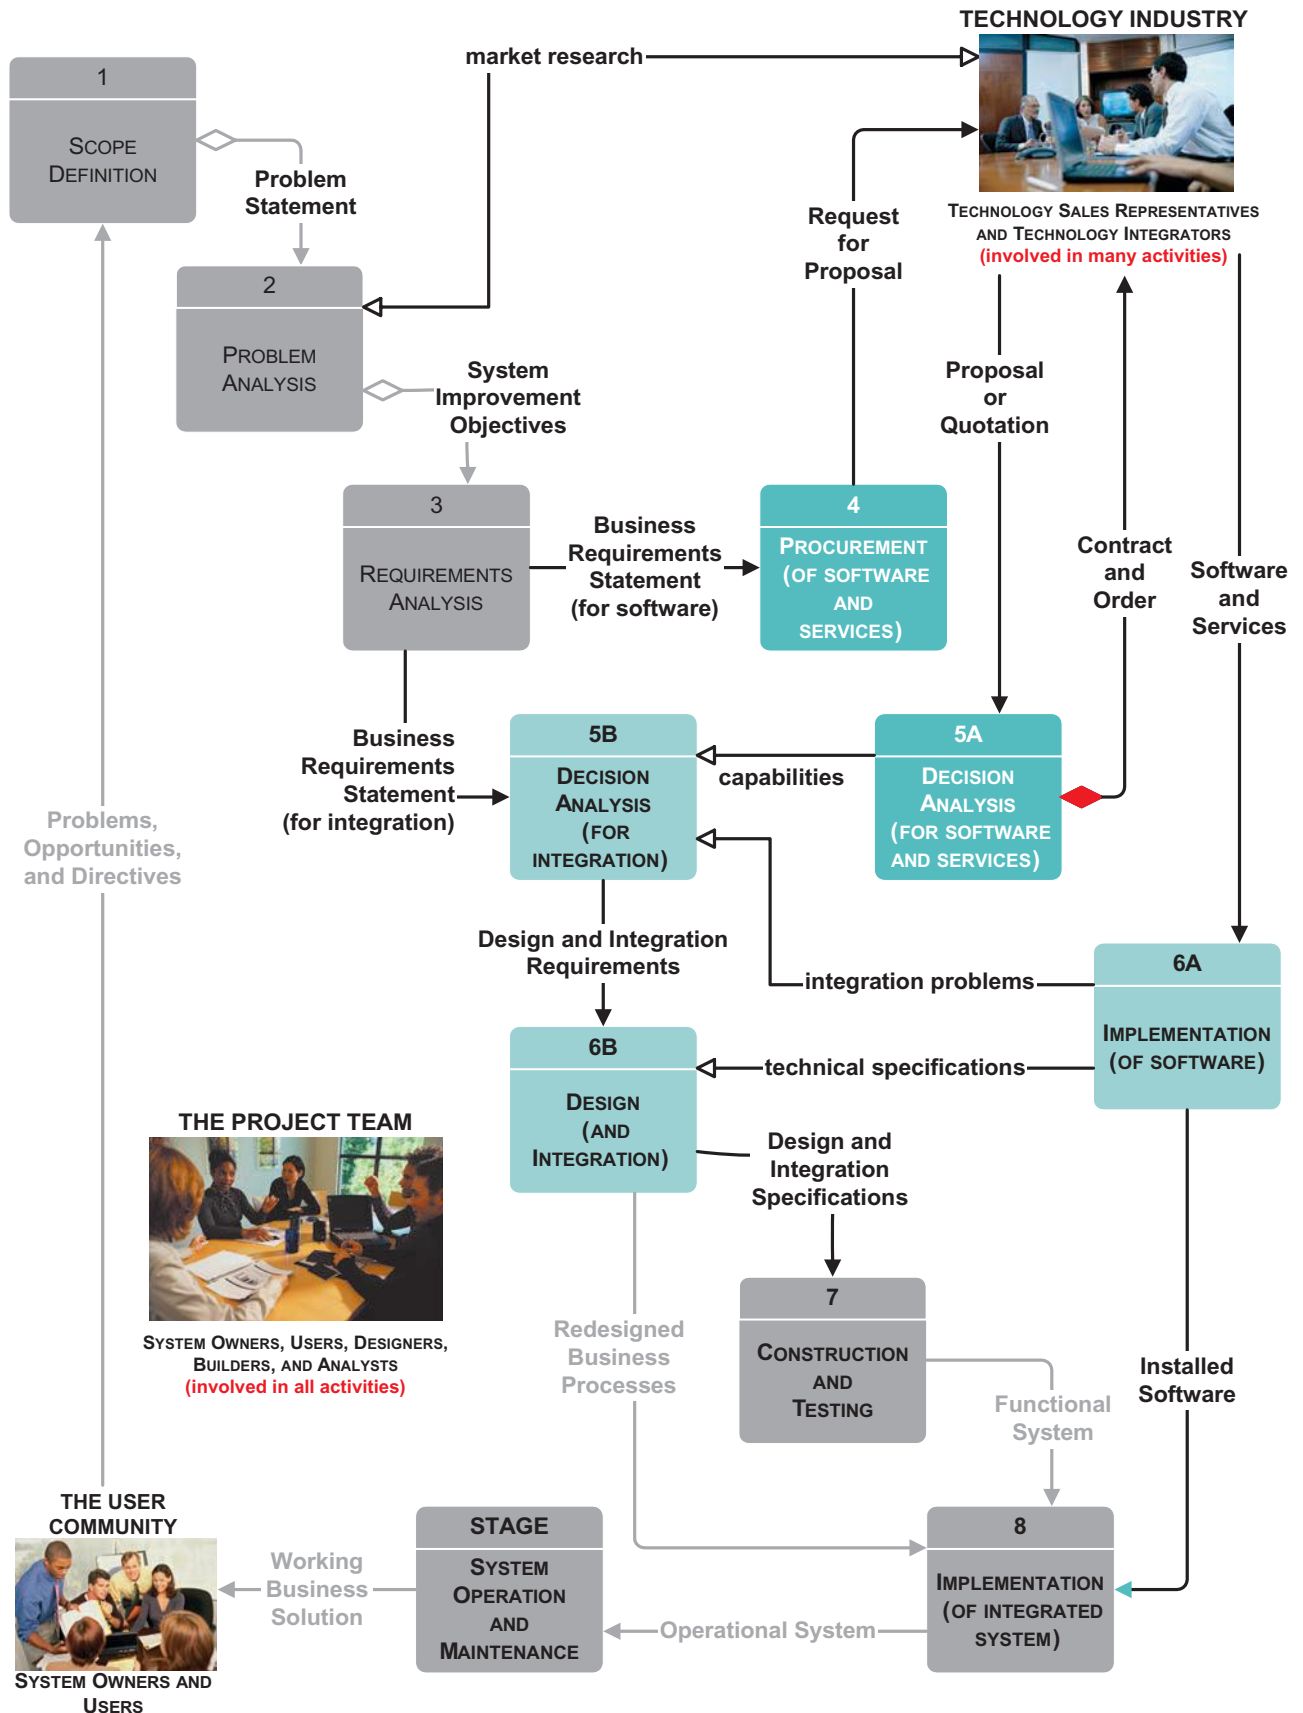 TECHNOLOGY INDUSTRY
market research
1
SCOPE
DEFINITION
Problem
Statement
TECHNOLOGY SALES REPRESENTATIVES
AND TECHNOLOGY INTEGRATORS
(involved in many activities)
Request
for
Proposal
2
PROBLEM
ANALYSIS
System
Improvement
Objectives
Proposal
or
Quotation
3
REQUIREMENTS
ANALYSIS
Business
Requirements
Statement
(for software)
4
PROCUREMENT
(OF SOFTWARE
AND
SERVICES)
Contract
and
Order
Software
and
Services
Business
Requirements
Statement
(for integration)
5B
DECISION
ANALYSIS
(FOR
INTEGRATION)
capabilities
5A
DECISION
ANALYSIS
(FOR SOFTWARE
AND SERVICES)
Problems,
Opportunities,
and Directives
Design and Integration
Requirements
integration problems
6A
IMPLEMENTATION
(OF SOFTWARE)
6B
DESIGN
(AND
INTEGRATION)
technical specifications
THE PROJECT TEAM
Design and
Integration
Specifications
SYSTEM OWNERS, USERS, DESIGNERS,
BUILDERS, AND ANALYSTS
(involved in all activities)
Redesigned
Business
Processes
7
CONSTRUCTION
AND
TESTING
Functional
System
Installed
Software
THE USER
COMMUNITY
SYSTEM OWNERS AND
USERS
Working
Business
Solution
STAGE
SYSTEM
OPERATION
AND
MAINTENANCE
Operational System
8
IMPLEMENTATION
(OF INTEGRATED
SYSTEM)